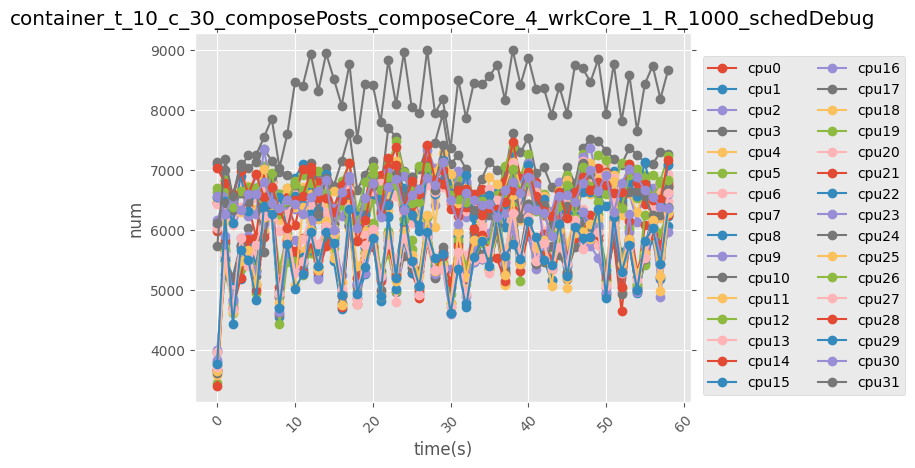 container_t_10_c_30_composePosts_composeCore_4_wrkCore_1_R_1000_schedDebug
9000
8000
7000
6000
5000
4000
num
0
10
20
30
40
50
60
time(s)
cpu0
cpu1
cpu2
cpu3
cpu4
cpu5
cpu6
cpu7
cpu8
cpu9
cpu10
cpu11
cpu12
cpu13
cpu14
cpu15
cpu16
cpu17
cpu18
cpu19
cpu20
cpu21
cpu22
cpu23
cpu24
cpu25
cpu26
cpu27
cpu28
cpu29
cpu30
cpu31